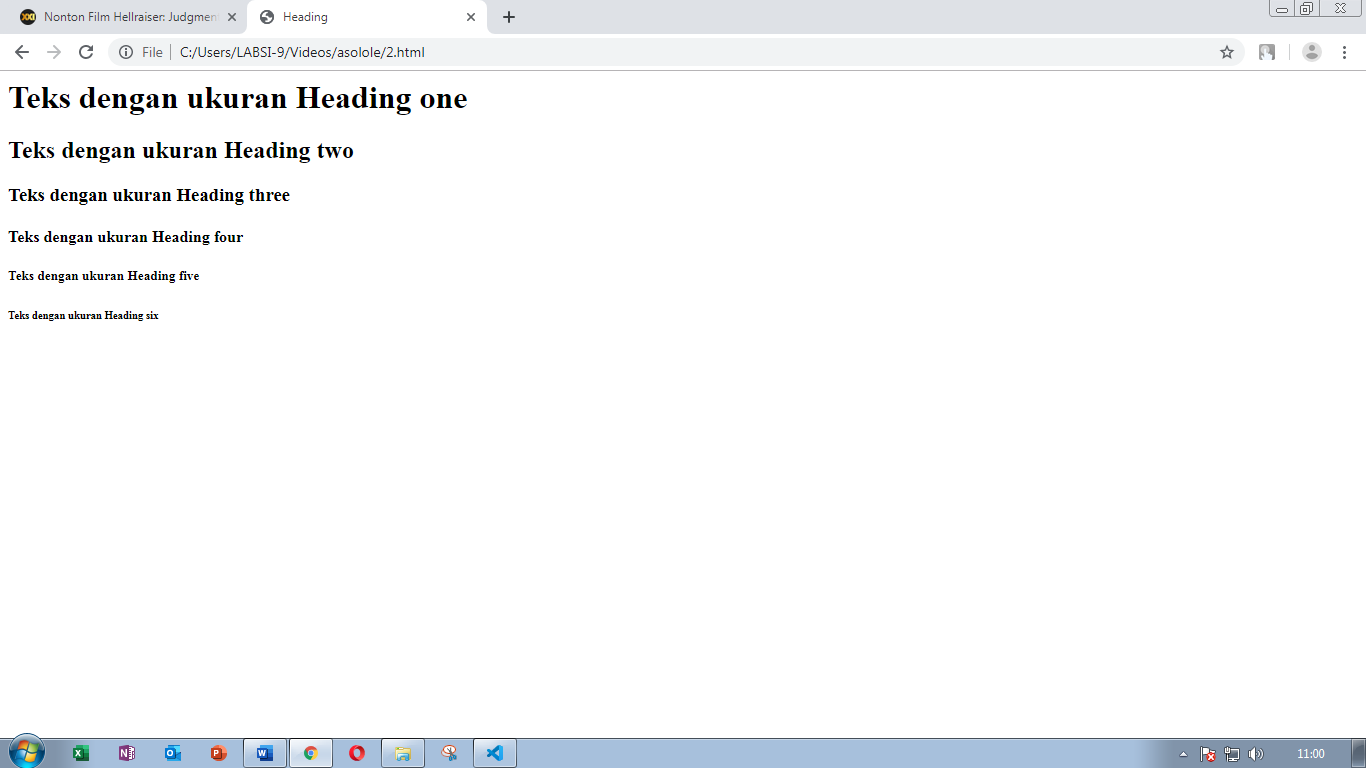 Nonton Film Hellraiser: Judgmen
Heading
File
C:/Users/LABSI-9/Videos/asolole/2.html
Teks dengan ukuran Heading one
Teks dengan ukuran Heading two
Teks dengan ukuran Heading three
Teks dengan ukuran Heading four
Teks dengan ukuran Heading five
Teks dengan ukuran Heading six
11:00